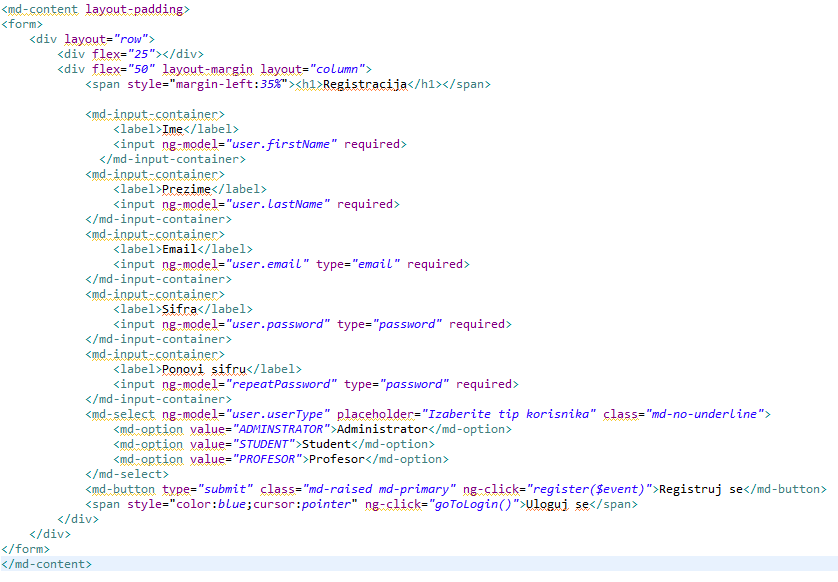 <md-content layout-padding>
<form>
    <div layout="row">
        <div flex="25"></div>
        <div flex="50" layout-margin layout="column">
            <span style="margin-left:35%"><h1>Registracija</h1></span>

            <md-input-container>
                <label>Ime</label>
                <input ng-model="user.firstName" required>
              </md-input-container>
            <md-input-container>
                <label>Prezime</label>
                <input ng-model="user.lastName" required>
            </md-input-container>
            <md-input-container>
                <label>Email</label>
                <input ng-model="user.email" type="email" required>
            </md-input-container>
            <md-input-container>
                <label>Sifra</label>
                <input ng-model="user.password" type="password" required>
            </md-input-container>
            <md-input-container>
                <label>Ponovi sifru</label>
                <input ng-model="repeatPassword" type="password" required>
            </md-input-container>
            <md-select ng-model="user.userType" placeholder="Izaberite tip korisnika" class="md-no-underline">
                <md-option value="ADMINSTRATOR">Administrator</md-option>
                <md-option value="STUDENT">Student</md-option>
                <md-option value="PROFESOR">Profesor</md-option>
            </md-select>
            <md-button type="submit" class="md-raised md-primary" ng-click="register($event)">Registruj se</md-button>
            <span style="color:blue;cursor:pointer" ng-click="goToLogin()">Uloguj se</span>
        </div>
    </div>
</form>
</md-content>